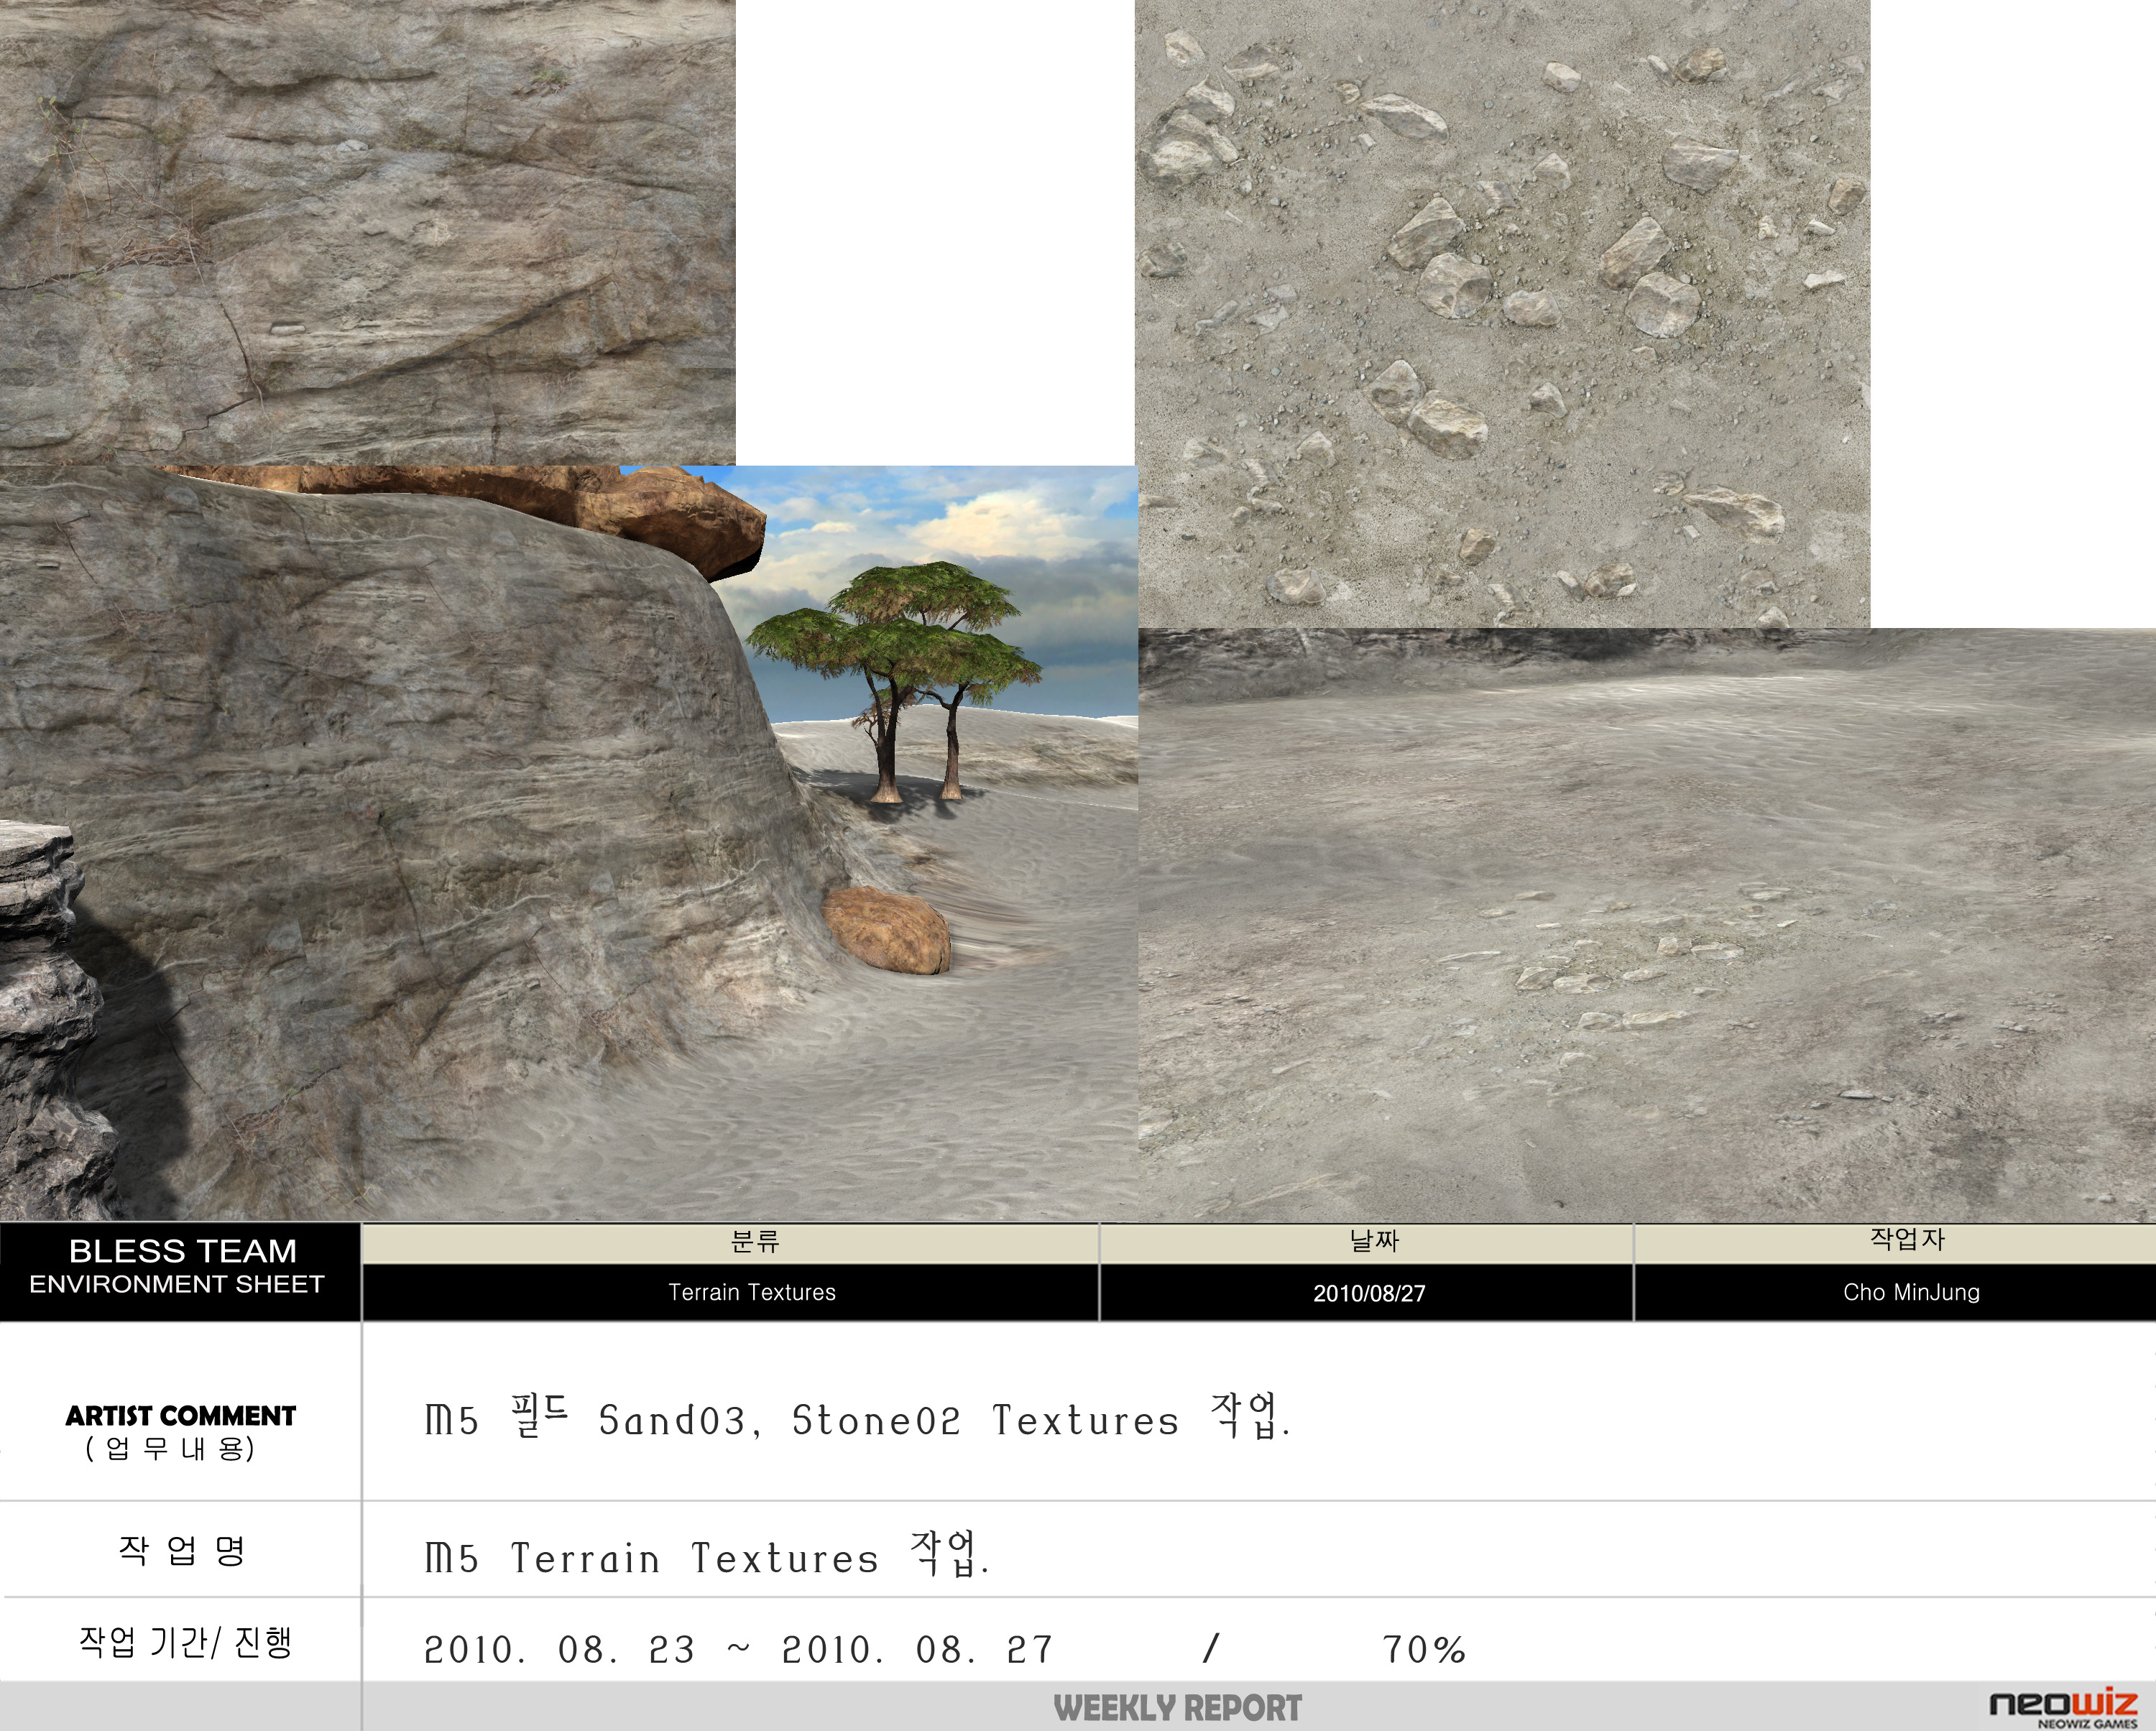 BLESS TEAM
ENVIRONMENT SHEET
분류
날짜
작업자
Terrain Textures
2010/08/27
Cho MinJung
ARTIST COMMENT
( 업 무 내 용)
M5 필드 Sand03, Stone02 Textures 작업.
작 업 명
M5 Terrain Textures 작업.
작업 기간/ 진행
2010. 08. 23 ~ 2010. 08. 27 / 70%
WEEKLY REPORT
neowiz
NEOWIZ GAMES